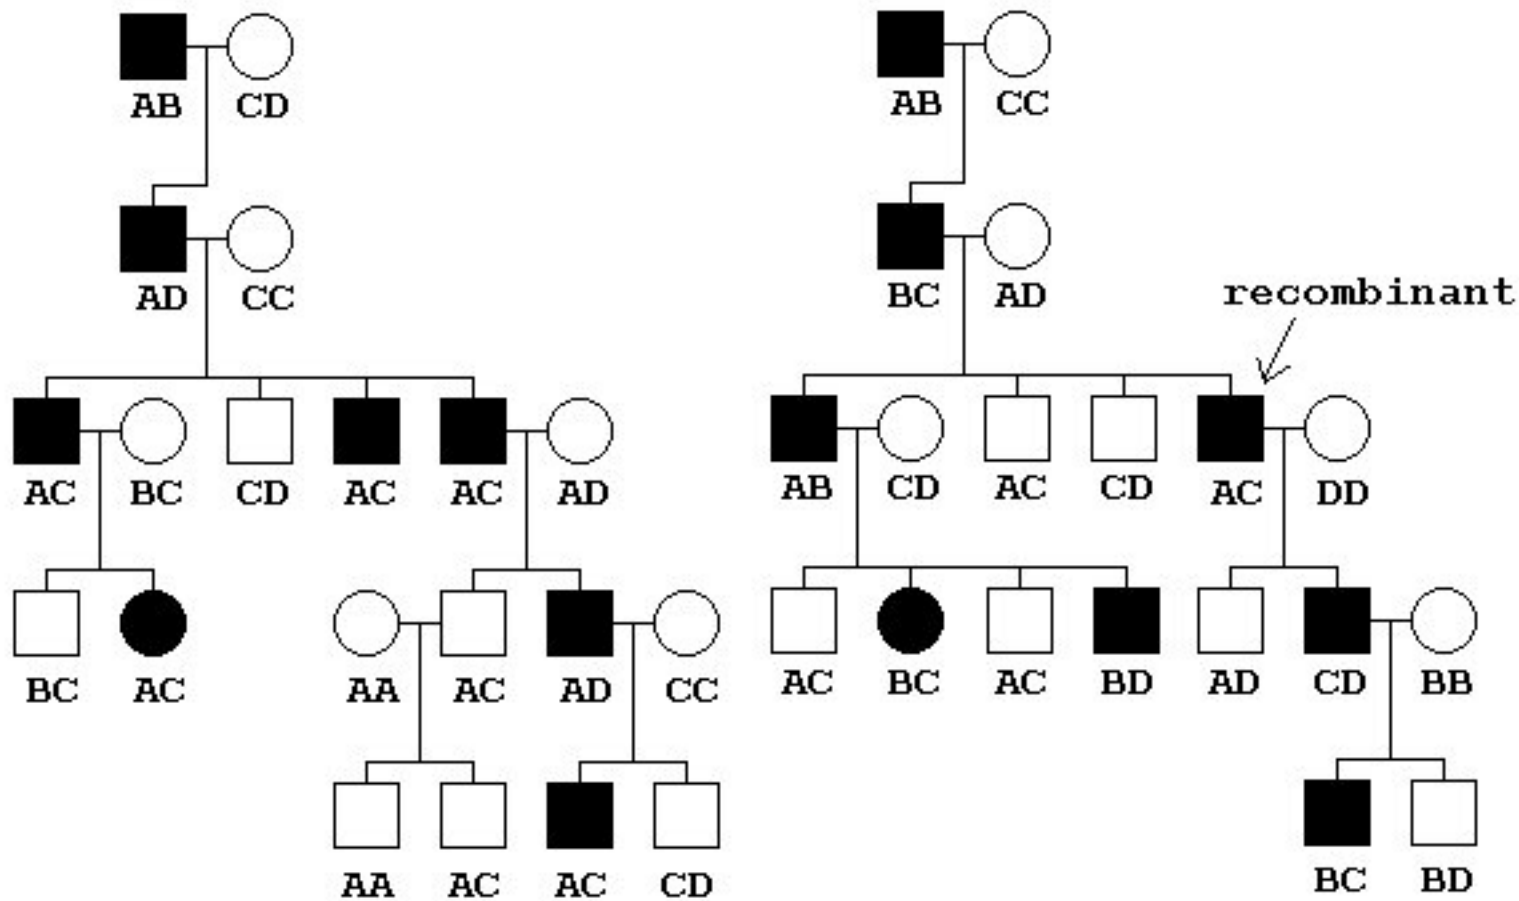 AB CD AB CC
AD CC BC AD
recombinant
AC BC CD AC AC AD AB CD AC CD AC DD
BC AC AA AC AD CC AC BC AC BD AD CD BB
AA AC AC CD BC BD